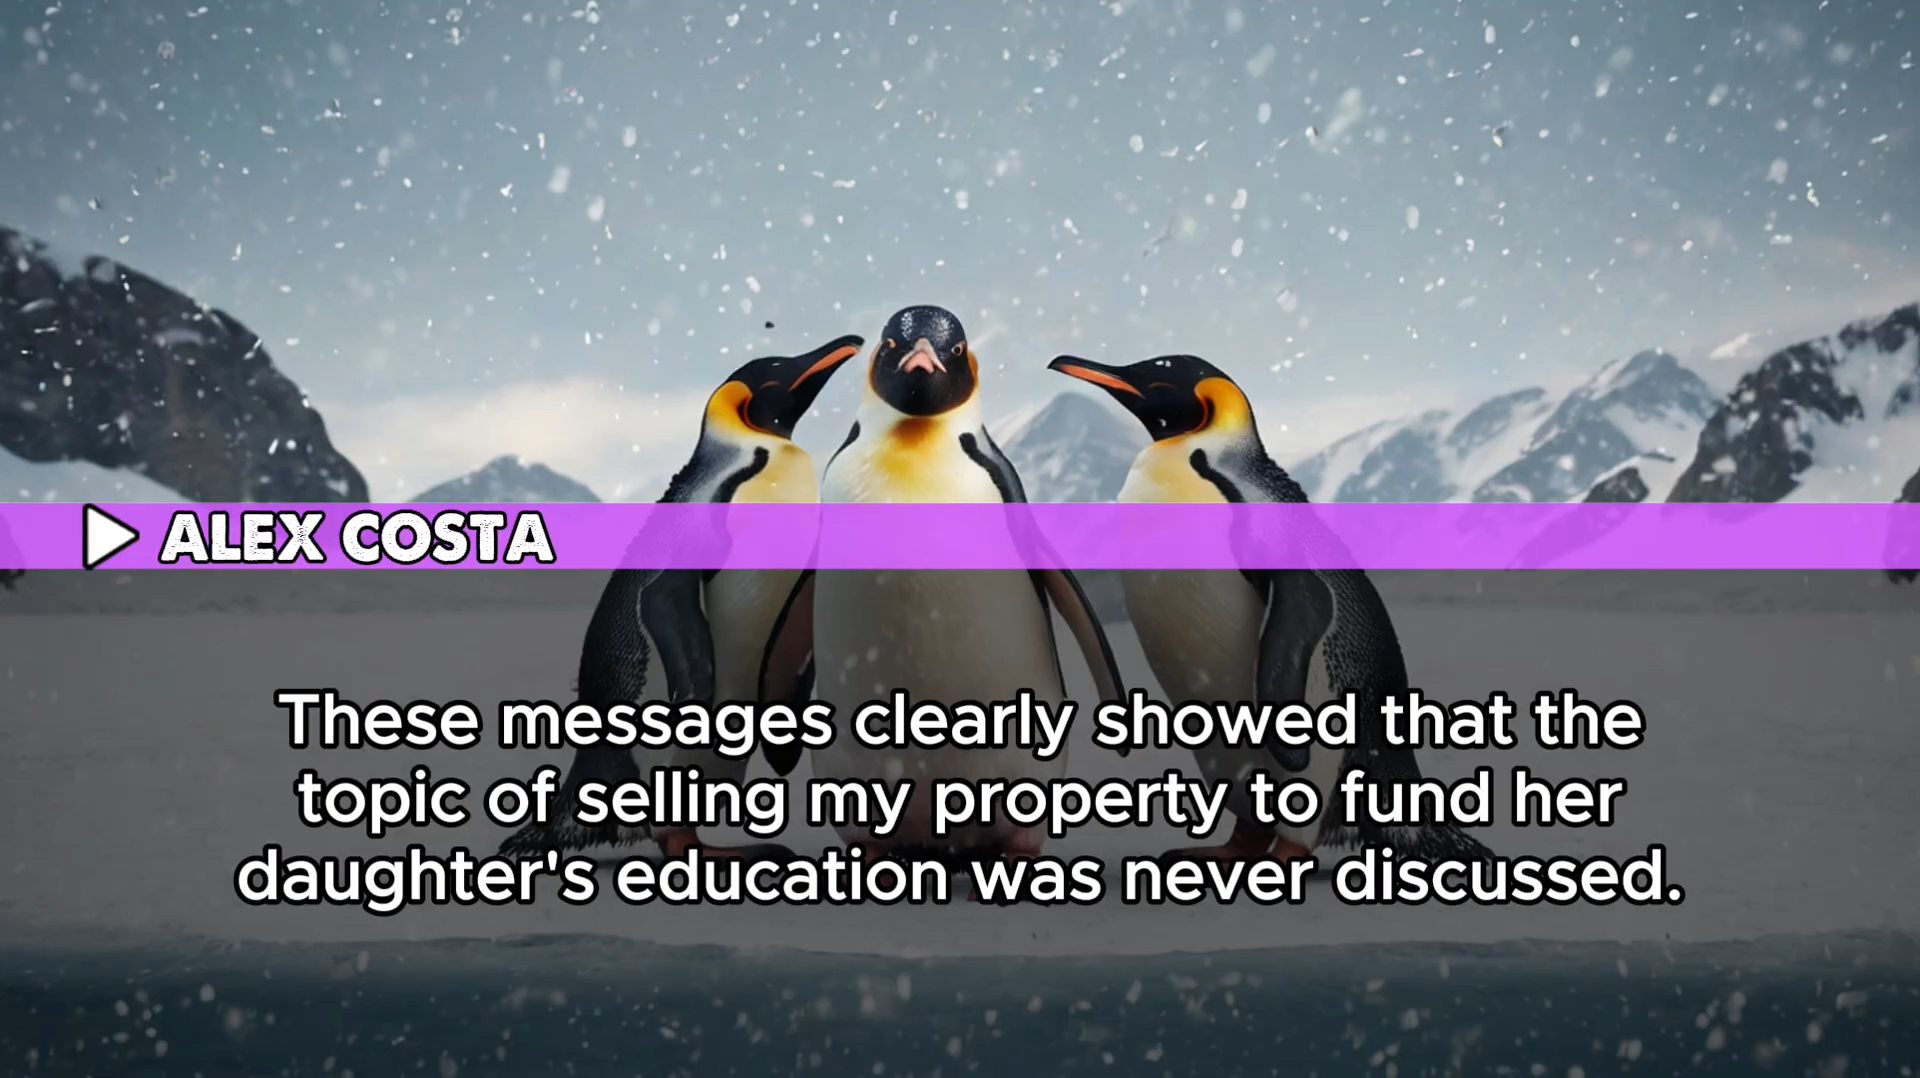 ALEX COSTA
These messages clearly showed that the
topic of selling my property to fund her
daughter's education was never discussed.